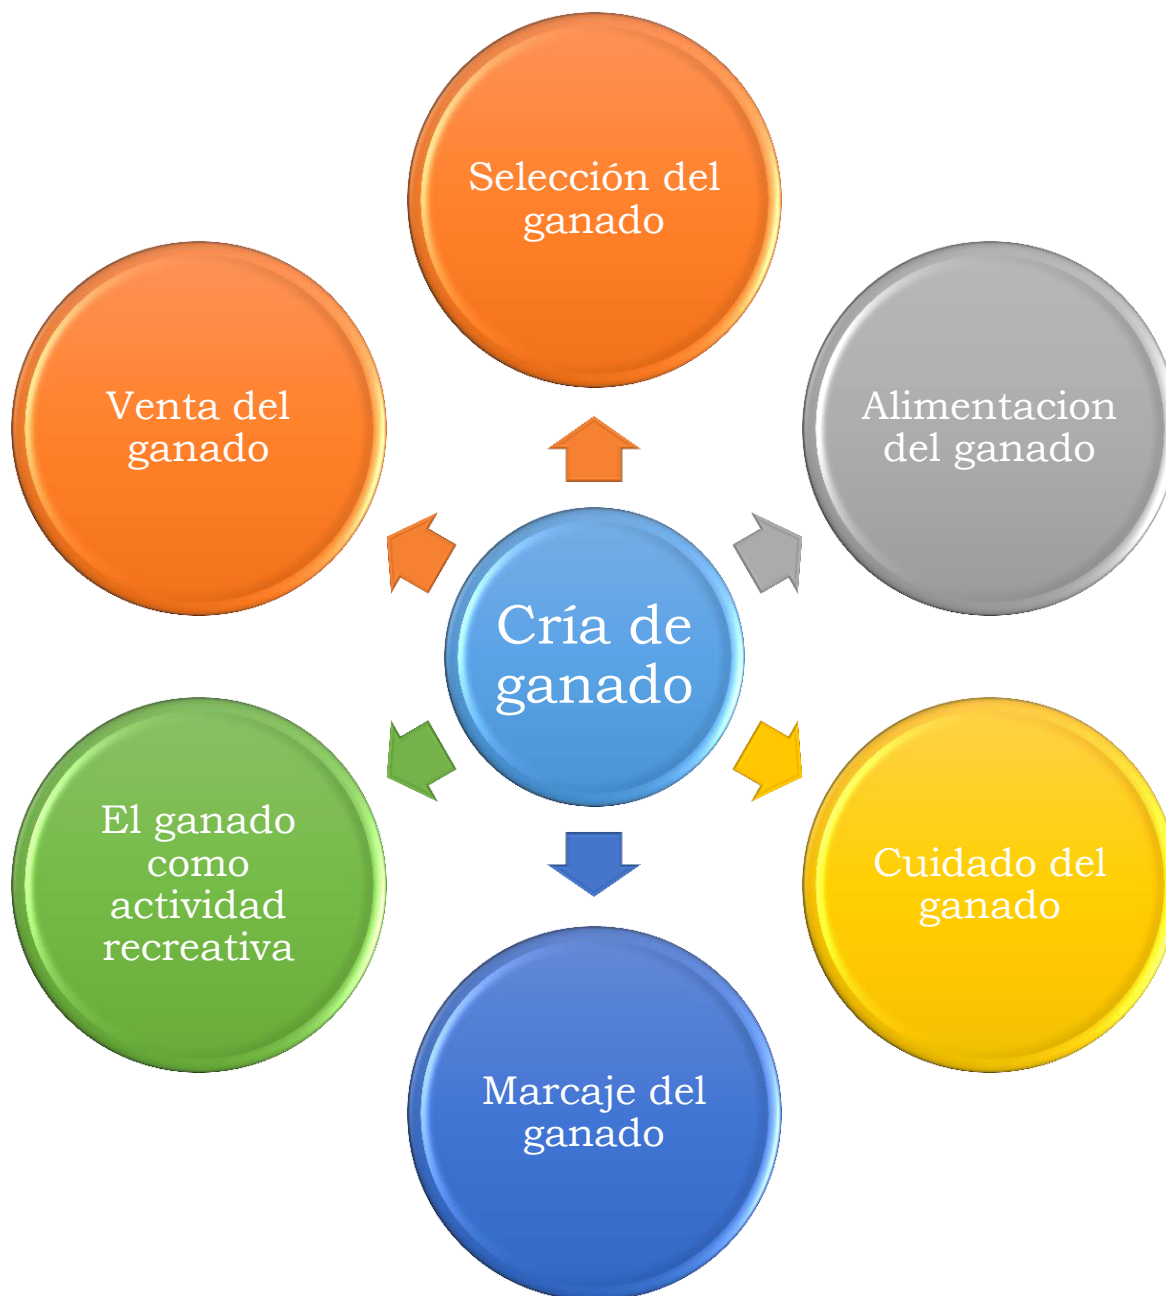 Selección del
ganado
Alimentacion
del ganado
Cuidado del
ganado
Marcaje del
ganado
El ganado
como
actividad
recreativa
Venta del
ganado
Cría de
ganado